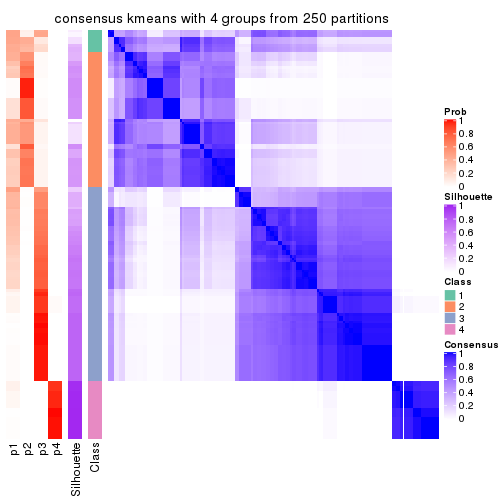 consensus kmeans with 4 groups from 250 partitions
Prob
1
0.8
0.6
0.4
0.2
0
Silhouette
1
0.8
0.6
0.4
0.2
0
Class
1
2
3
4
Consensus
1
0.8
0.6
0.4
0.2
0
p1
p2
p3
p4
Silhouette
Class